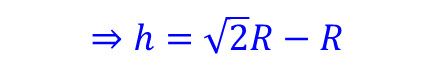 ⇒ h = √2R − R